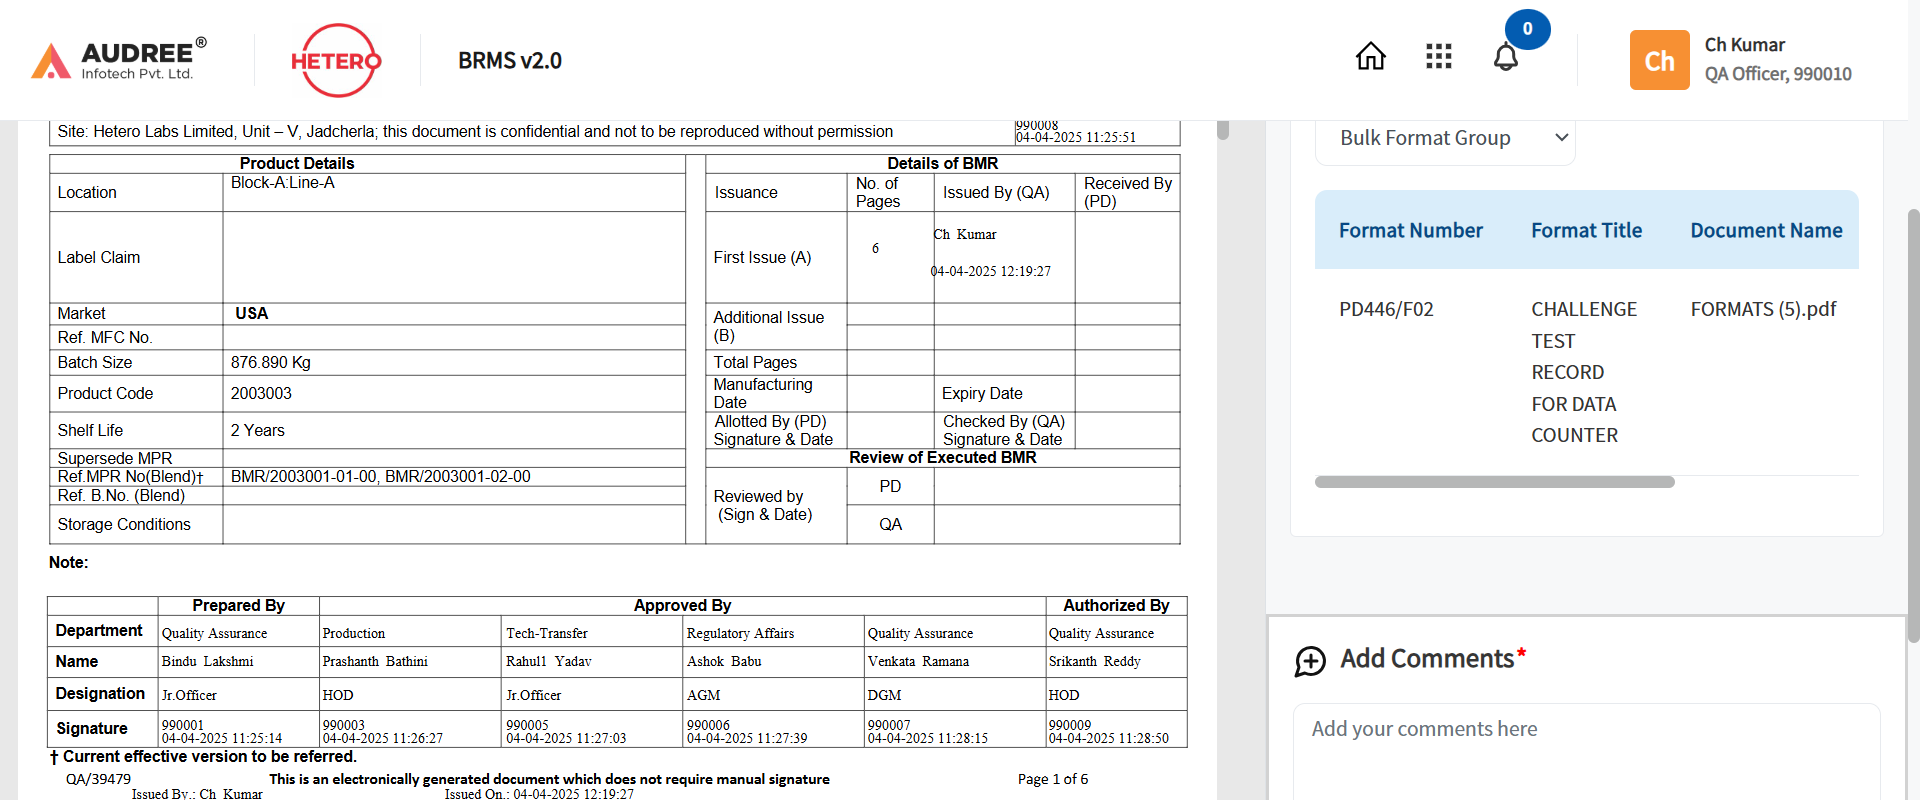 AUDREE®
Infotech Pvt. Ltd.
HETERO
BRMS v2.0
0
Ch
Ch Kumar
QA Officer, 990010
Site: Hetero Labs Limited, Unit – V, Jadcherla; this document is confidential and not to be reproduced without permission
990008
04-04-2025 11:25:51
Product Details
Location Block-A:Line-A
Label Claim
Market USA
Ref. MFC No.
Batch Size 876.890 Kg
Product Code 2003003
Shelf Life 2 Years
Supersede MPR
Ref.MPR No(Blend)† BMR/2003001-01-00, BMR/2003001-02-00
Ref. B.No. (Blend)
Storage Conditions
Details of BMR
Issuance No. of Pages Issued By (QA) Received By (PD)
First Issue (A) 6 Ch Kumar
04-04-2025 12:19:27
Additional Issue (B)
Total Pages
Manufacturing Date Expiry Date
Allotted By (PD) Signature & Date Checked By (QA) Signature & Date
Review of Executed BMR
Reviewed by (Sign & Date) PD
QA
Note:
Prepared By Approved By Authorized By
Department Quality Assurance Production Tech-Transfer Regulatory Affairs Quality Assurance Quality Assurance
Name Bindu Lakshmi Prashanth Bathini Rahul1 Yadav Ashok Babu Venkata Ramana Srikanth Reddy
Designation Jr.Officer HOD Jr.Officer AGM DGM HOD
Signature 990001 990003 990005 990006 990007 990009
04-04-2025 11:25:14 04-04-2025 11:26:27 04-04-2025 11:27:03 04-04-2025 11:27:39 04-04-2025 11:28:15 04-04-2025 11:28:50
† Current effective version to be referred.
QA/39479 This is an electronically generated document which does not require manual signature Page 1 of 6
Issued By.: Ch Kumar Issued On.: 04-04-2025 12:19:27
Bulk Format Group
Format Number Format Title Document Name
PD446/F02 CHALLENGE FORMATS (5).pdf
TEST
RECORD
FOR DATA
COUNTER
Add Comments*
Add your comments here